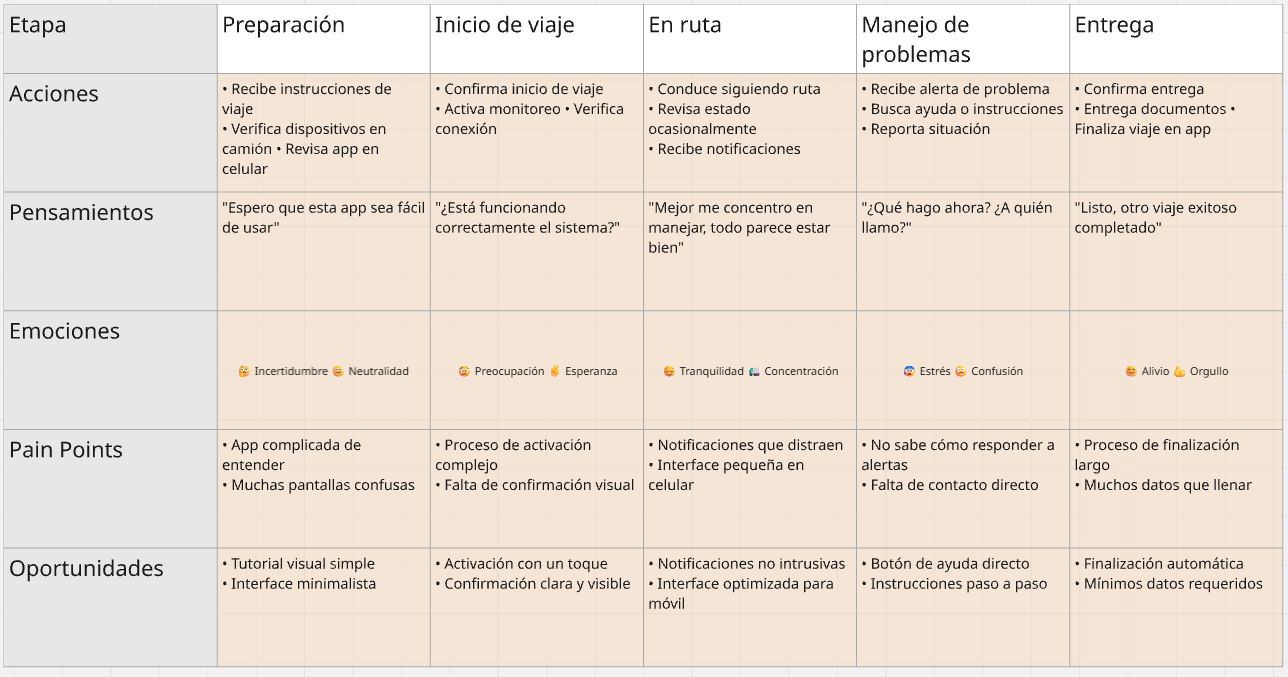 Etapa
Preparación
Inicio de viaje
En ruta
Manejo de
problemas
Entrega
Acciones
• Recibe instrucciones de
viaje
• Verifica dispositivos en
camión • Revisa app en
celular
• Confirma inicio de viaje
• Activa monitoreo • Verifica
conexión
• Conduce siguiendo ruta
• Revisa estado
ocasionalmente
• Recibe notificaciones
• Recibe alerta de problema
• Busca ayuda o instrucciones
• Reporta situación
• Confirma entrega
• Entrega documentos •
Finaliza viaje en app
Pensamientos
"Espero que esta app sea fácil
de usar"
"¿Está funcionando
correctamente el sistema?"
"Mejor me concentro en
manejar, todo parece estar
bien"
"¿Qué hago ahora? ¿A quién
llamo?"
"Listo, otro viaje exitoso
completado"
Emociones
Incertidumbre Neutralidad
Preocupación Esperanza
Tranquilidad Concentración
Estrés Confusión
Alivio Orgullo
Pain Points
• App complicada de
entender
• Muchas pantallas confusas
• Proceso de activación
complejo
• Falta de confirmación visual
• Notificaciones que distraen
• Interface pequeña en
celular
• No sabe cómo responder a
alertas
• Falta de contacto directo
• Proceso de finalización
largo
• Muchos datos que llenar
Oportunidades
• Tutorial visual simple
• Interface minimalista
• Activación con un toque
• Confirmación clara y visible
• Notificaciones no intrusivas
• Interface optimizada para
móvil
• Botón de ayuda directo
• Instrucciones paso a paso
• Finalización automática
• Mínimos datos requeridos